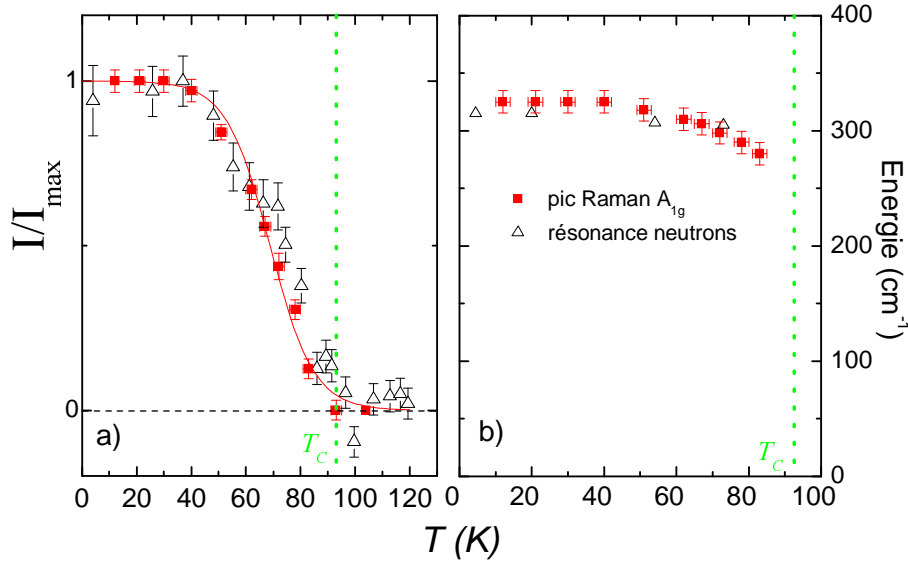 I/I_max
1
0
a)
T_C
0 20 40 60 80 100 120
pic Raman A_1g
résonance neutrons
b)
T_C
0 20 40 60 80 100
400
300
200
100
0
Energie (cm^-1)
T (K)